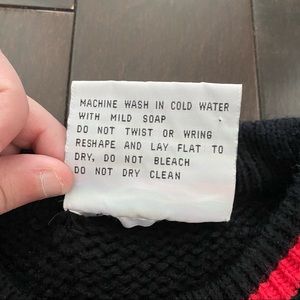 MACHINE WASH IN COLD WATER
WITH MILD SOAP
DO NOT TWIST OR WRING
RESHAPE AND LAY FLAT TO
DRY, DO NOT BLEACH
DO NOT DRY CLEAN